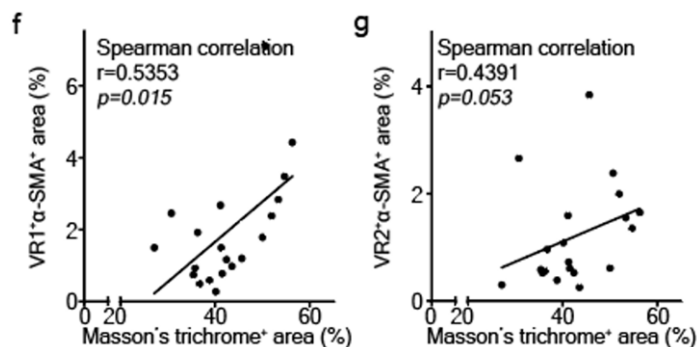 f
Spearman correlation
r=0.5353
p=0.015
VR1⁺α-SMA⁺ area (%)
6
4
2
0
0 20 40 60
Masson's trichrome⁺ area (%)
g
Spearman correlation
r=0.4391
p=0.053
VR2⁺α-SMA⁺ area (%)
4
2
0
0 20 40 60
Masson's trichrome⁺ area (%)